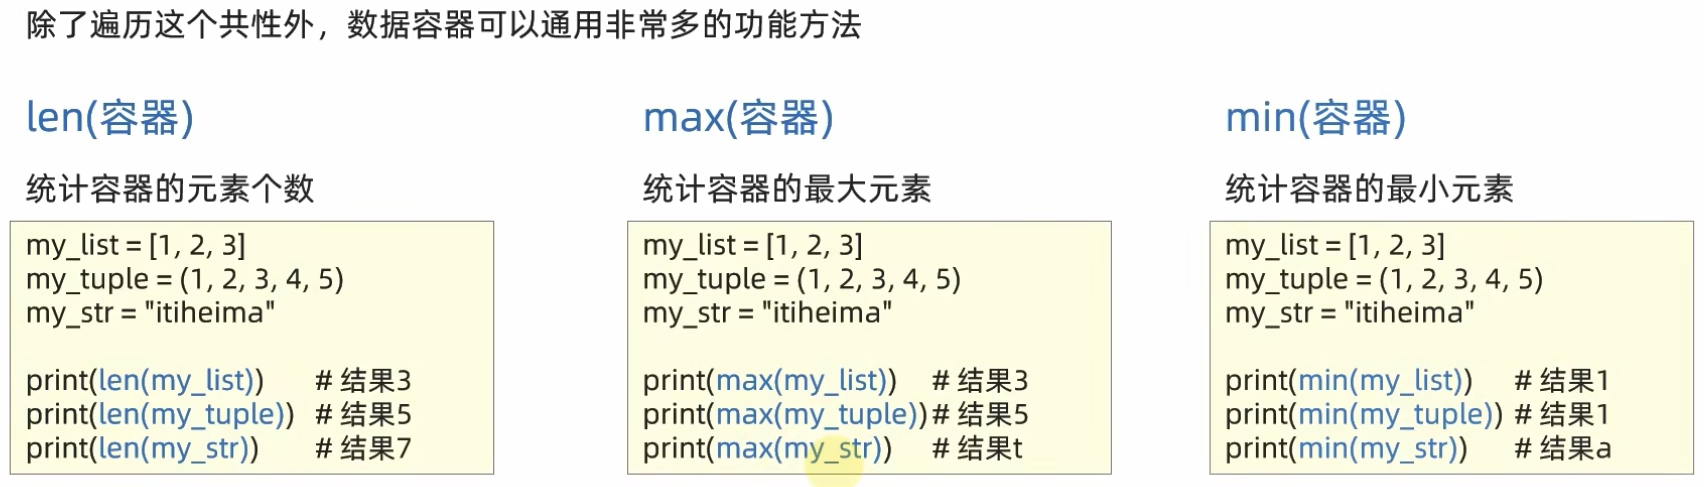 除了遍历这个共性外，数据容器可以通用非常多的功能方法
len(容器)
统计容器的元素个数
my_list = [1, 2, 3]
my_tuple = (1, 2, 3, 4, 5)
my_str = "itiheima"
print(len(my_list)) # 结果3
print(len(my_tuple)) # 结果5
print(len(my_str)) # 结果7
max(容器)
统计容器的最大元素
my_list = [1, 2, 3]
my_tuple = (1, 2, 3, 4, 5)
my_str = "itiheima"
print(max(my_list)) # 结果3
print(max(my_tuple)) # 结果5
print(max(my_str)) # 结果t
min(容器)
统计容器的最小元素
my_list = [1, 2, 3]
my_tuple = (1, 2, 3, 4, 5)
my_str = "itiheima"
print(min(my_list)) # 结果1
print(min(my_tuple)) # 结果1
print(min(my_str)) # 结果a